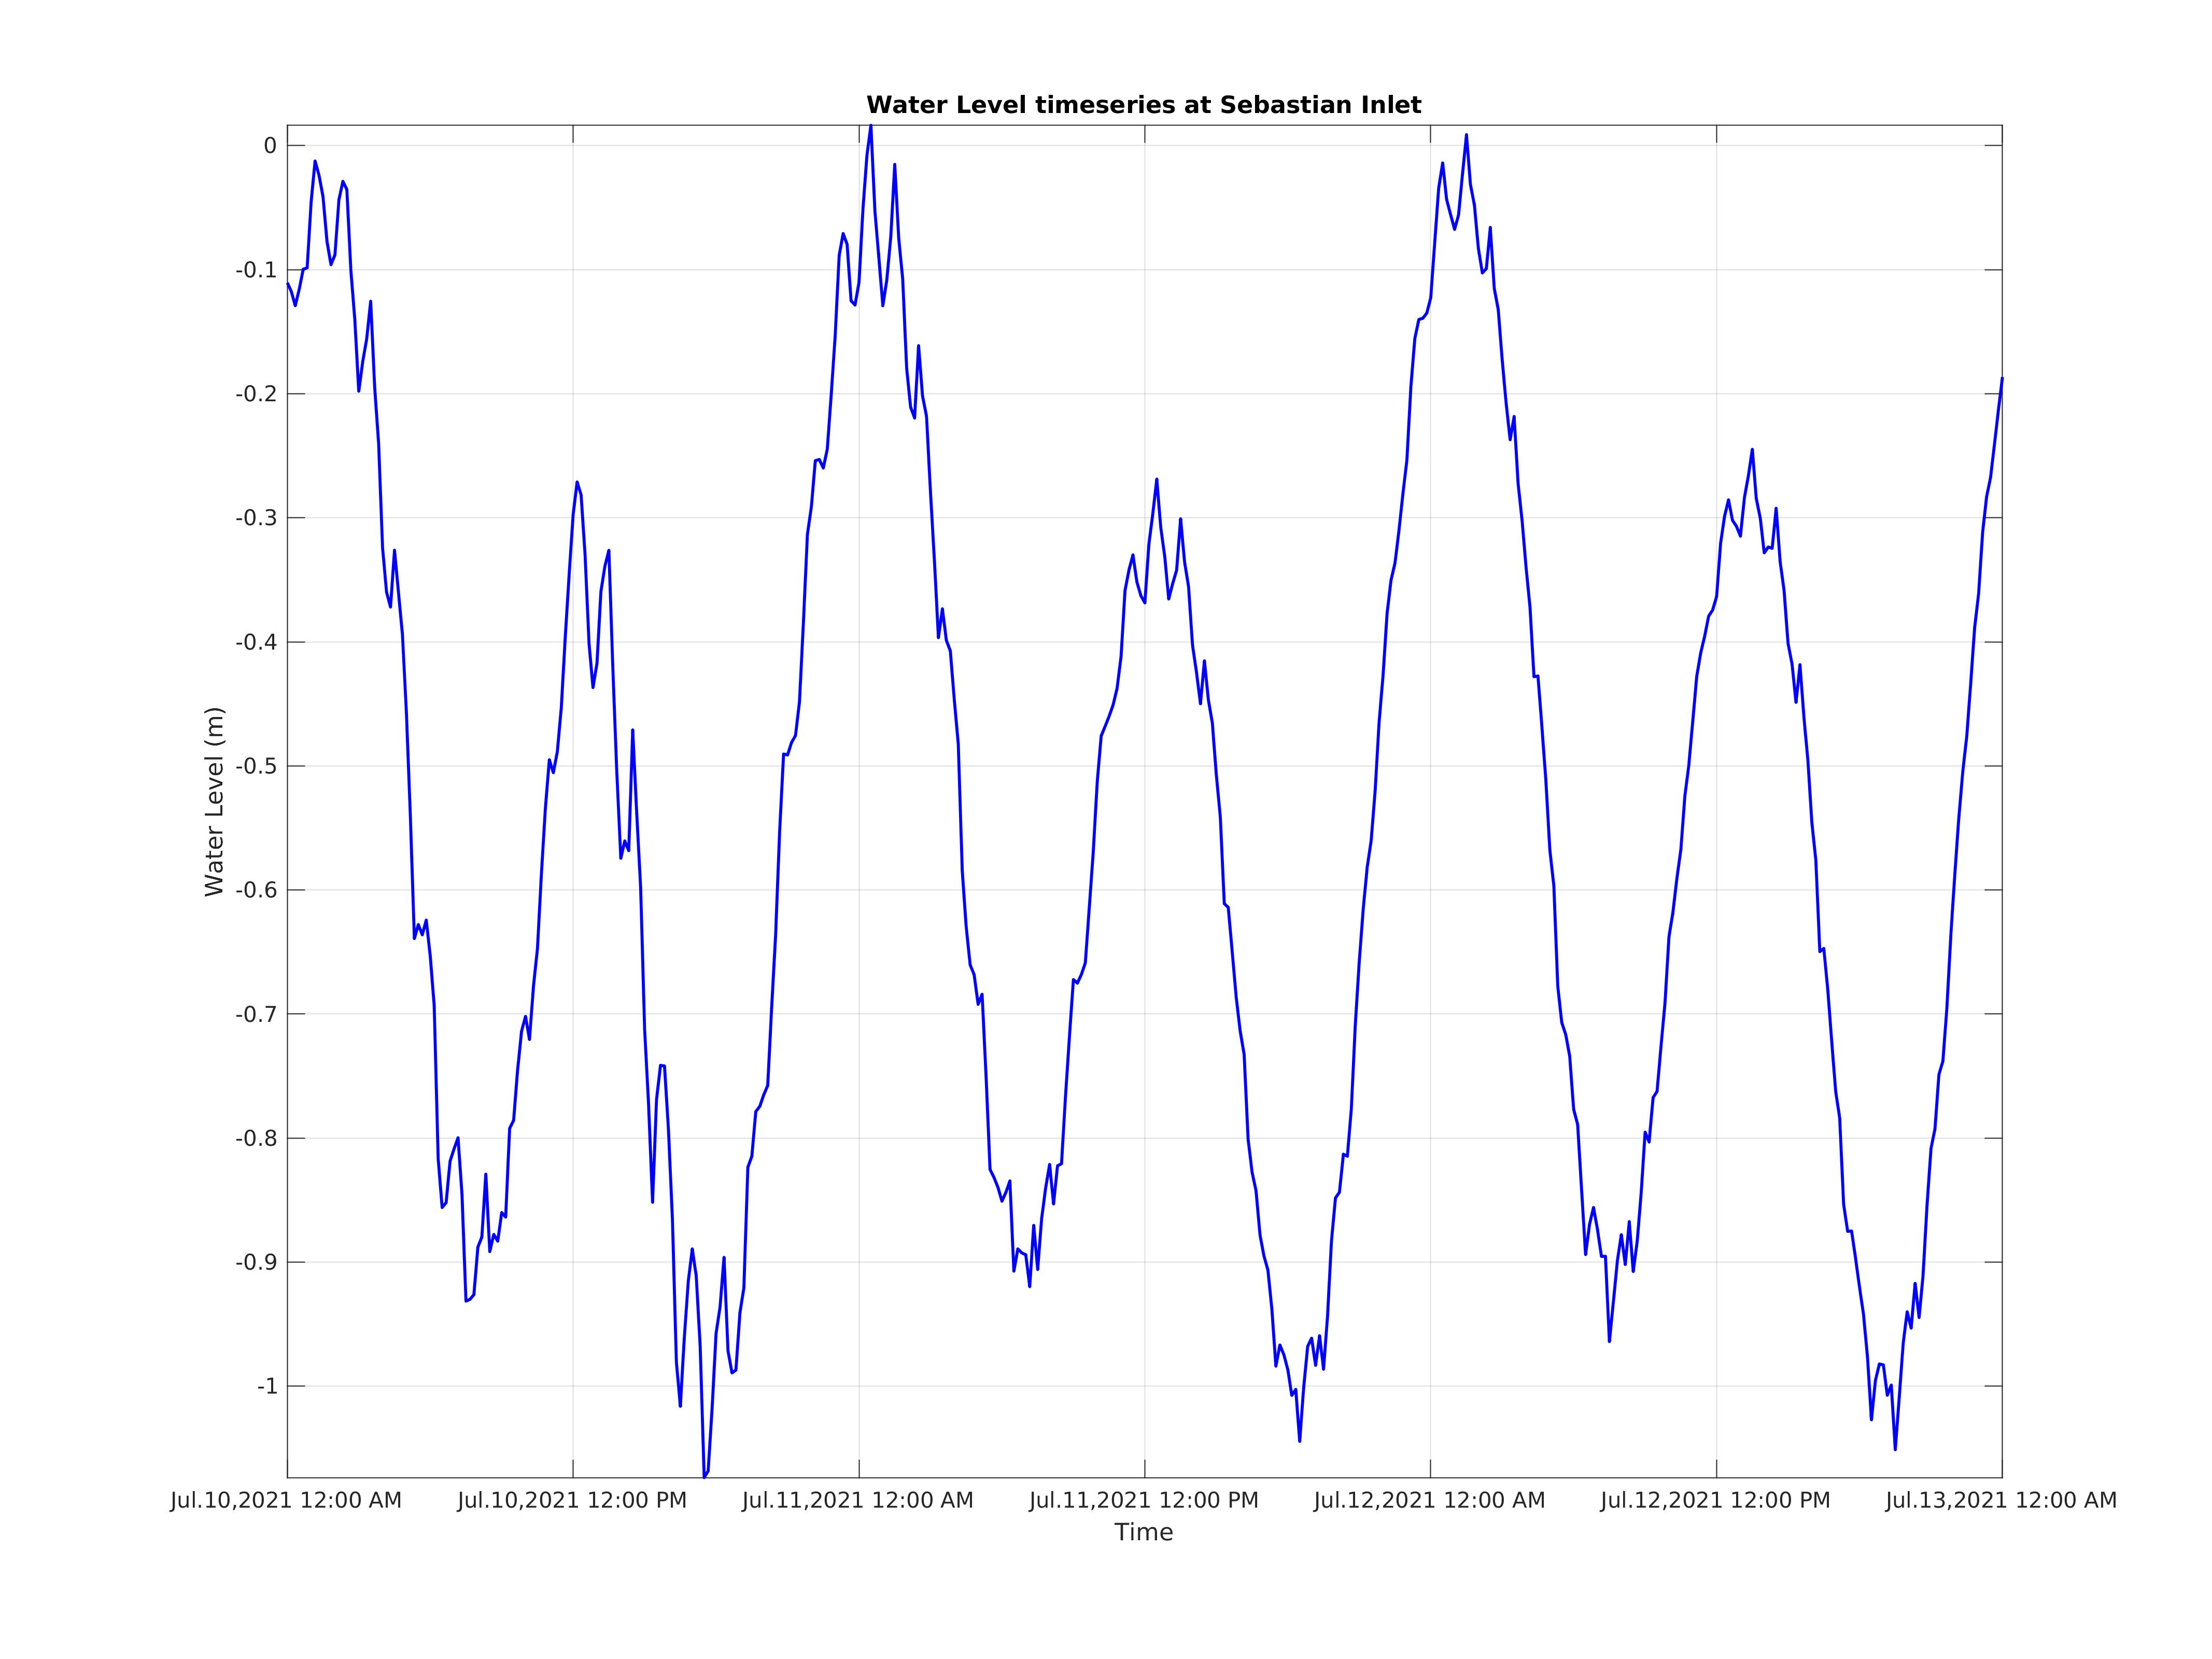 Water Level timeseries at Sebastian Inlet
0
-0.1
-0.2
-0.3
-0.4
-0.5
-0.6
-0.7
-0.8
-0.9
-1
Water Level (m)
Jul.10,2021 12:00 AM
Jul.10,2021 12:00 PM
Jul.11,2021 12:00 AM
Jul.11,2021 12:00 PM
Jul.12,2021 12:00 AM
Jul.12,2021 12:00 PM
Jul.13,2021 12:00 AM
Time